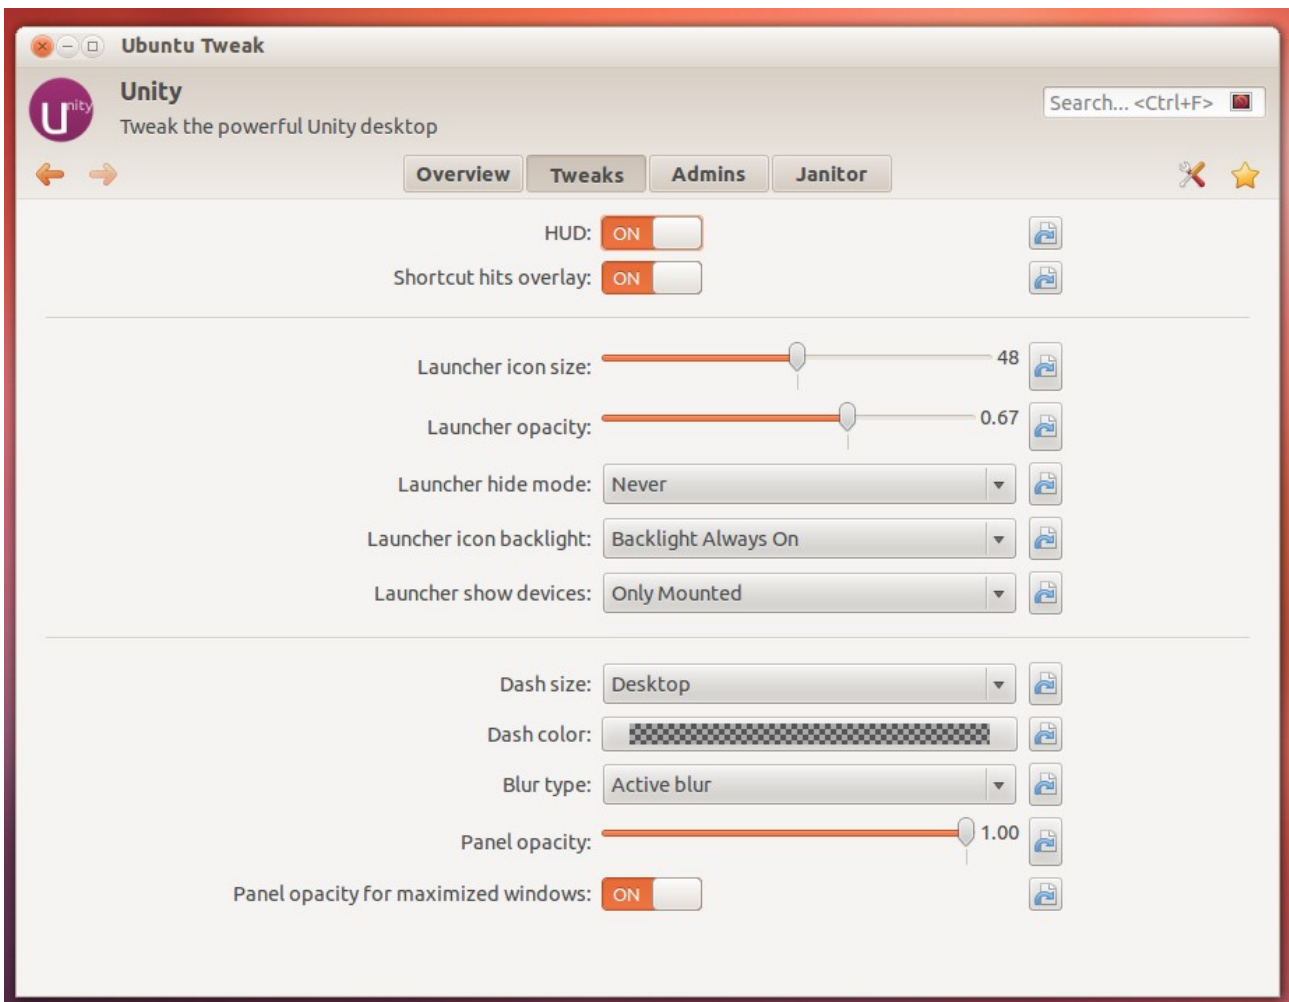 Ubuntu Tweak
Unity
Unity
Tweak the powerful Unity desktop
Search... <Ctrl+F>
Overview Tweaks Admins Janitor
HUD: ON
Shortcut hits overlay: ON
Launcher icon size: 48
Launcher opacity: 0.67
Launcher hide mode: Never
Launcher icon backlight: Backlight Always On
Launcher show devices: Only Mounted
Dash size: Desktop
Dash color:
Blur type: Active blur
Panel opacity: 1.00
Panel opacity for maximized windows: ON